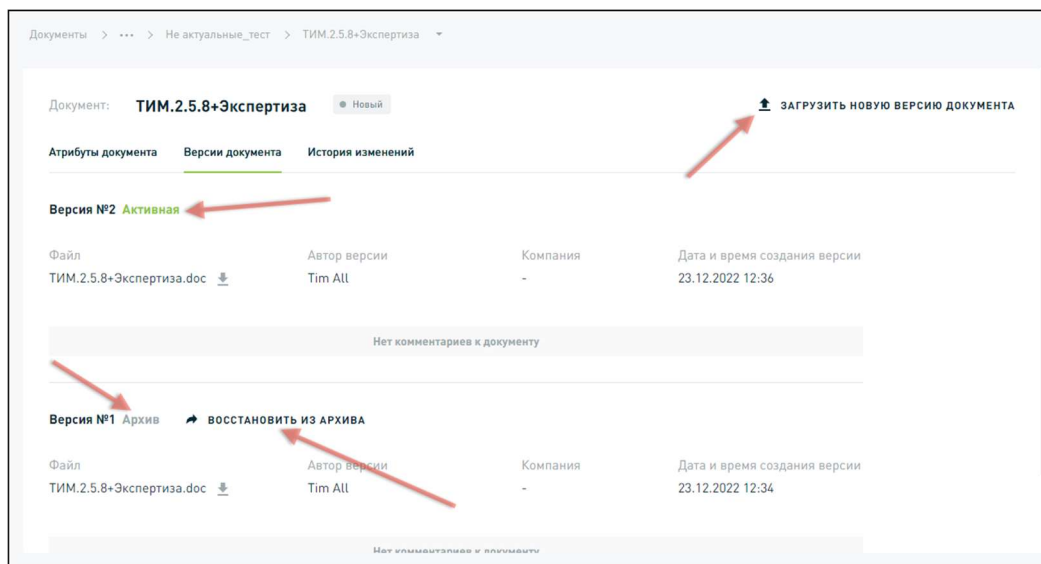 Документы > ... > Не актуальные_тест > ТИМ.2.5.8+Экспертиза
Документ: ТИМ.2.5.8+Экспертиза Новый ЗАГРУЗИТЬ НОВУЮ ВЕРСИЮ ДОКУМЕНТА
Атрибуты документа Версии документа История изменений
Версия №2 Активная
Файл Автор версии Компания Дата и время создания версии
ТИМ.2.5.8+Экспертиза.doc Tim All - 23.12.2022 12:36
Нет комментариев к документу
Версия №1 Архив ВОССТАНОВИТЬ ИЗ АРХИВА
Файл Автор версии Компания Дата и время создания версии
ТИМ.2.5.8+Экспертиза.doc Tim All - 23.12.2022 12:34
Нет комментариев к документу